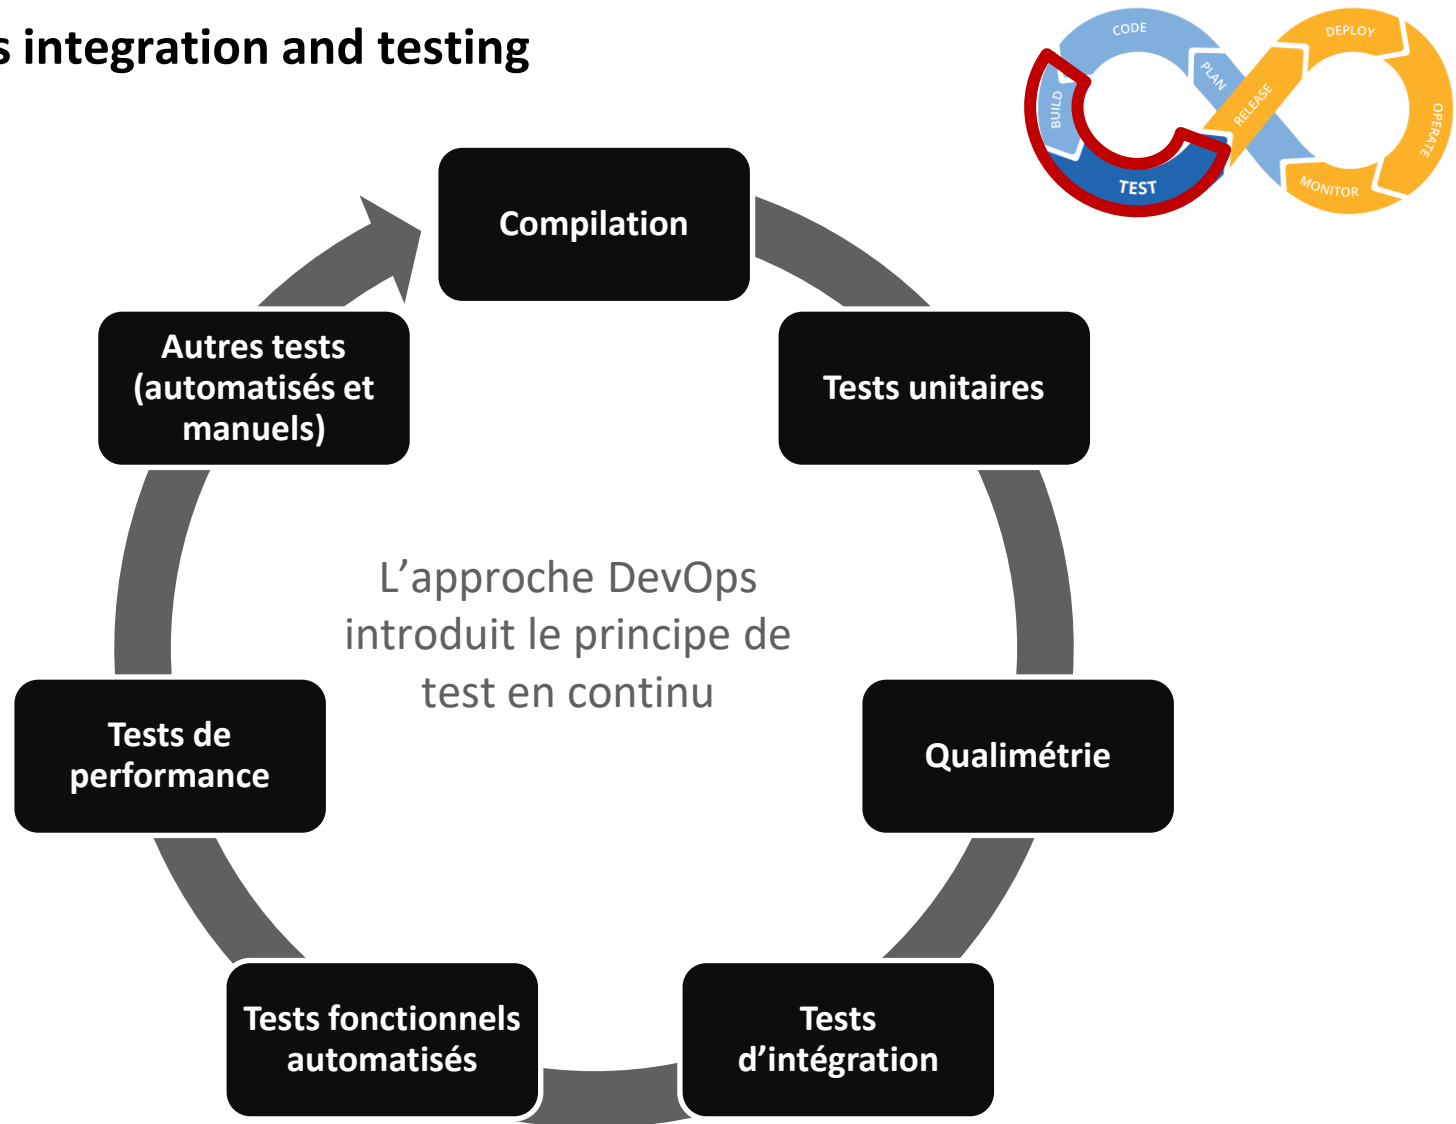 s integration and testing
CODE
DEPLOY
PLAN
RELEASE
BUILD
OPERATE
TEST
MONITOR
Compilation
Autres tests
(automatisés et
manuels)
Tests unitaires
L’approche DevOps
introduit le principe de
test en continu
Tests de
performance
Qualimétrie
Tests fonctionnels
automatisés
Tests
d’intégration